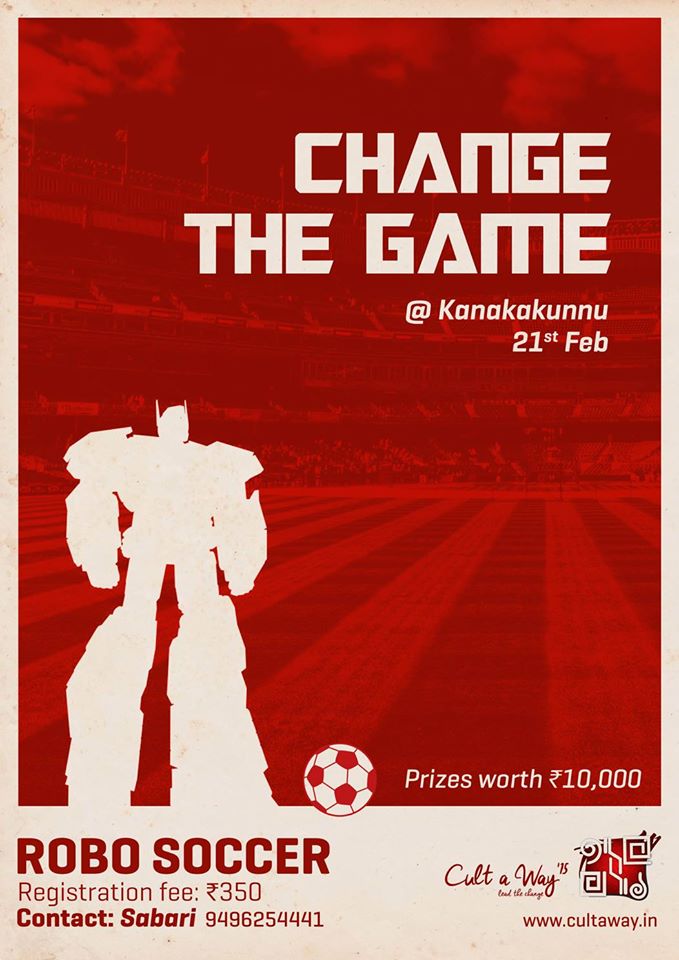 CHANGE
THE GAME
@ Kanakakunnu
21st Feb
Prizes worth ₹10,000
ROBO SOCCER
Registration fee: ₹350
Contact: Sabari 9496254441
Cult a Way '15
lead the change
www.cultaway.in